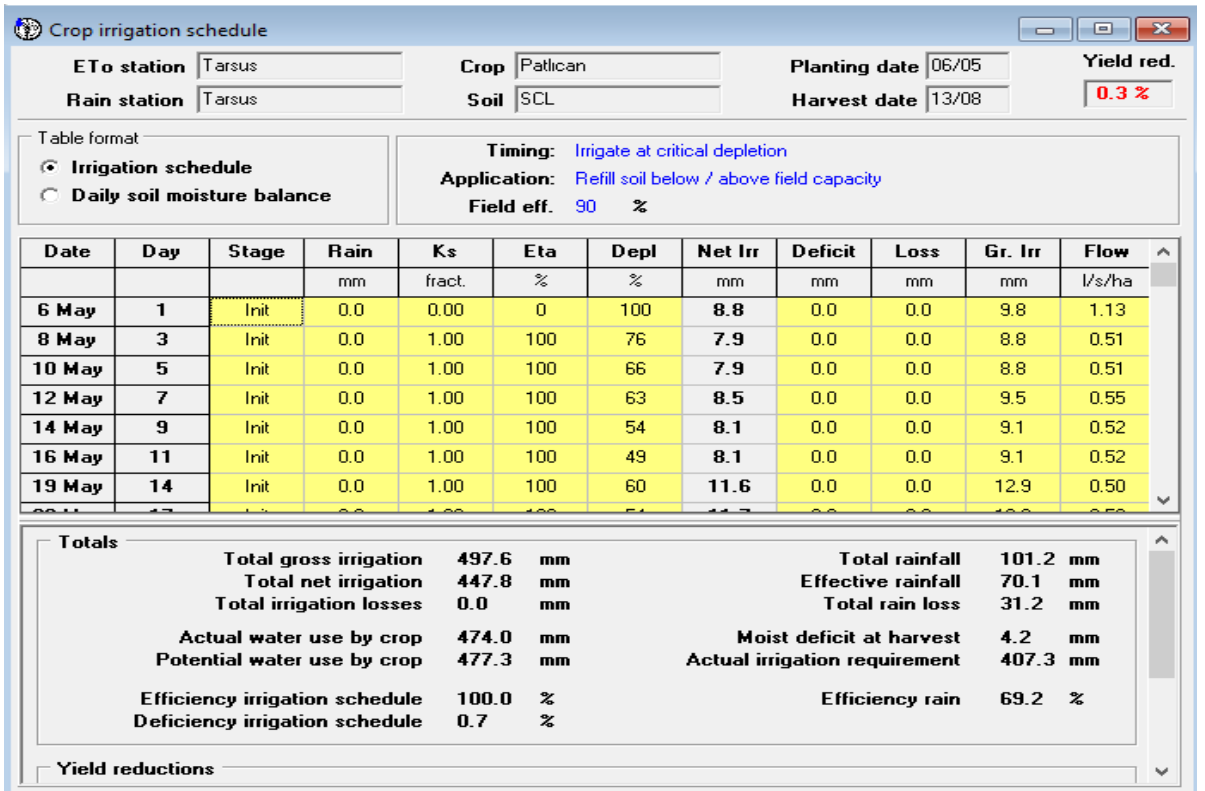 Crop irrigation schedule
ETo station Tarsus Crop Patlıcan Planting date 06/05 Yield red.
Rain station Tarsus Soil SCL Harvest date 13/08 0.3 %
Table format
Irrigation schedule
Daily soil moisture balance
Timing: Irrigate at critical depletion
Application: Refill soil below / above field capacity
Field eff. 90 %
Date Day Stage Rain Ks Eta Depl Net Irr Deficit Loss Gr. Irr Flow
mm fract. % % mm mm mm mm l/s/ha
6 May 1 Init 0.0 0.00 0 100 8.8 0.0 0.0 9.8 1.13
8 May 3 Init 0.0 1.00 100 76 7.9 0.0 0.0 8.8 0.51
10 May 5 Init 0.0 1.00 100 66 7.9 0.0 0.0 8.8 0.51
12 May 7 Init 0.0 1.00 100 63 8.5 0.0 0.0 9.5 0.55
14 May 9 Init 0.0 1.00 100 54 8.1 0.0 0.0 9.1 0.52
16 May 11 Init 0.0 1.00 100 49 8.1 0.0 0.0 9.1 0.52
19 May 14 Init 0.0 1.00 100 60 11.6 0.0 0.0 12.9 0.50
Totals
Total gross irrigation 497.6 mm Total rainfall 101.2 mm
Total net irrigation 447.8 mm Effective rainfall 70.1 mm
Total irrigation losses 0.0 mm Total rain loss 31.2 mm
Actual water use by crop 474.0 mm Moist deficit at harvest 4.2 mm
Potential water use by crop 477.3 mm Actual irrigation requirement 407.3 mm
Efficiency irrigation schedule 100.0 % Efficiency rain 69.2 %
Deficiency irrigation schedule 0.7 %
Yield reductions